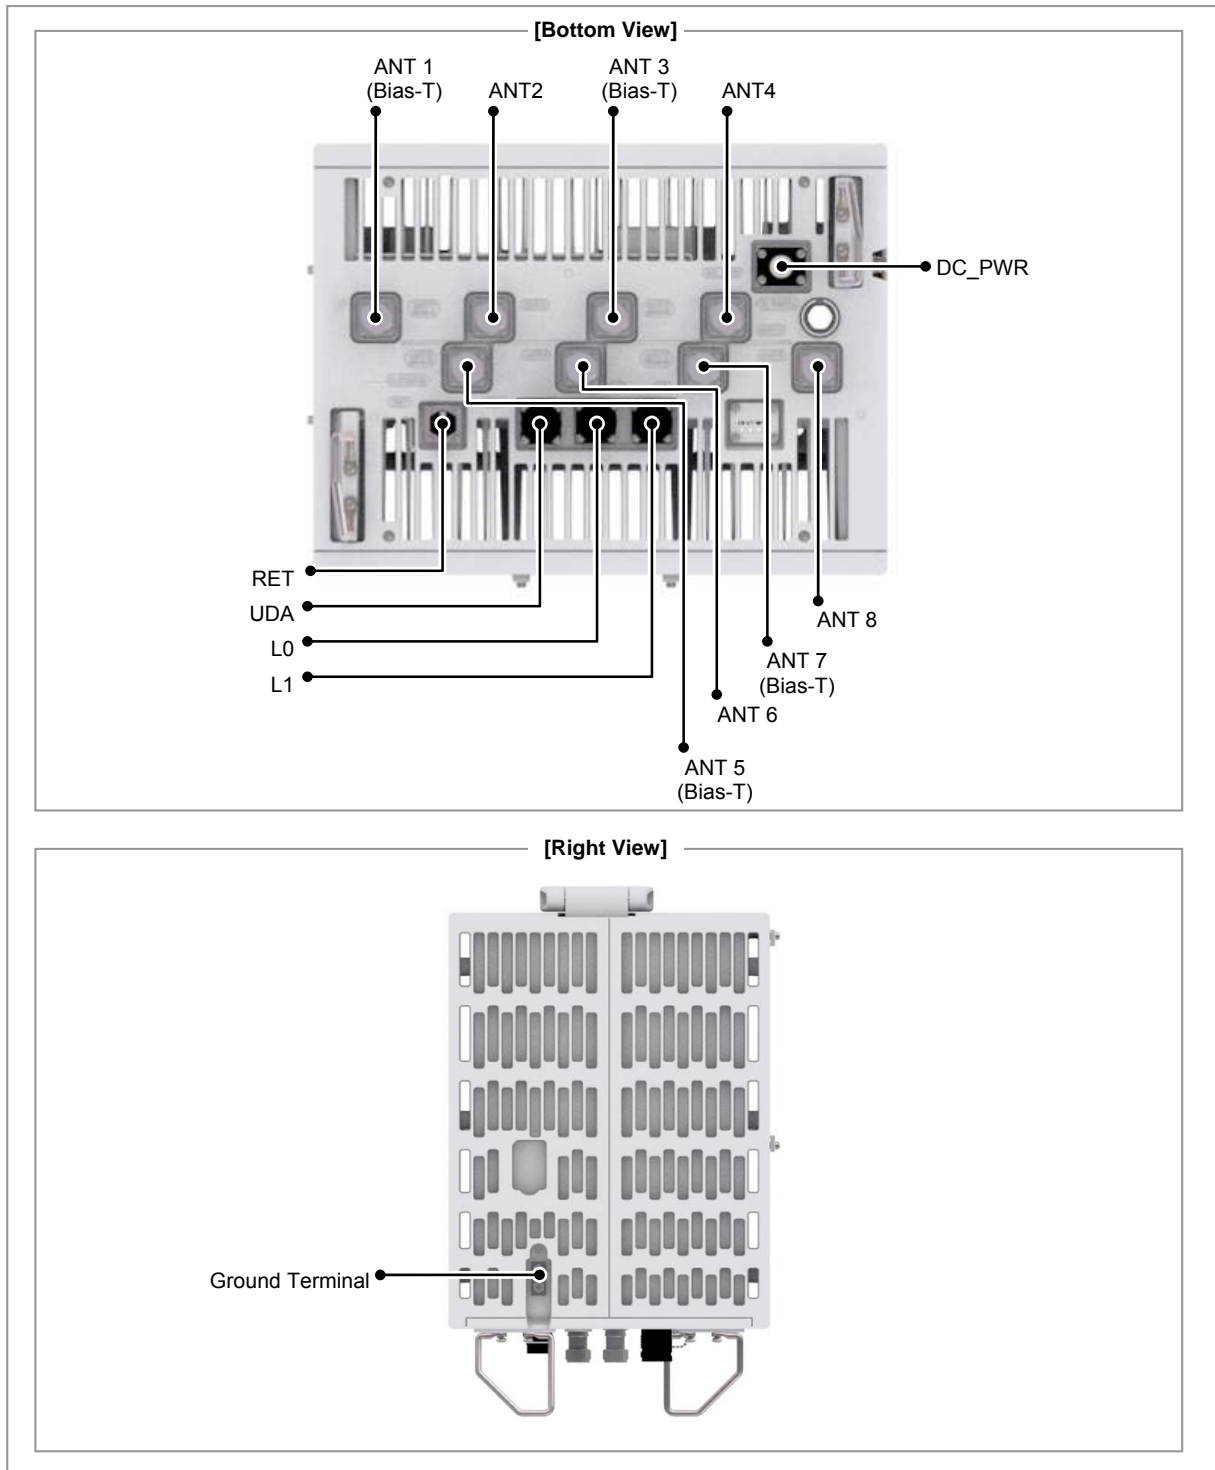 [Bottom View]
ANT 1
(Bias-T)
ANT2
ANT 3
(Bias-T)
ANT4
DC_PWR
RET
UDA
L0
L1
ANT 8
ANT 7
(Bias-T)
ANT 6
ANT 5
(Bias-T)
[Right View]
Ground Terminal